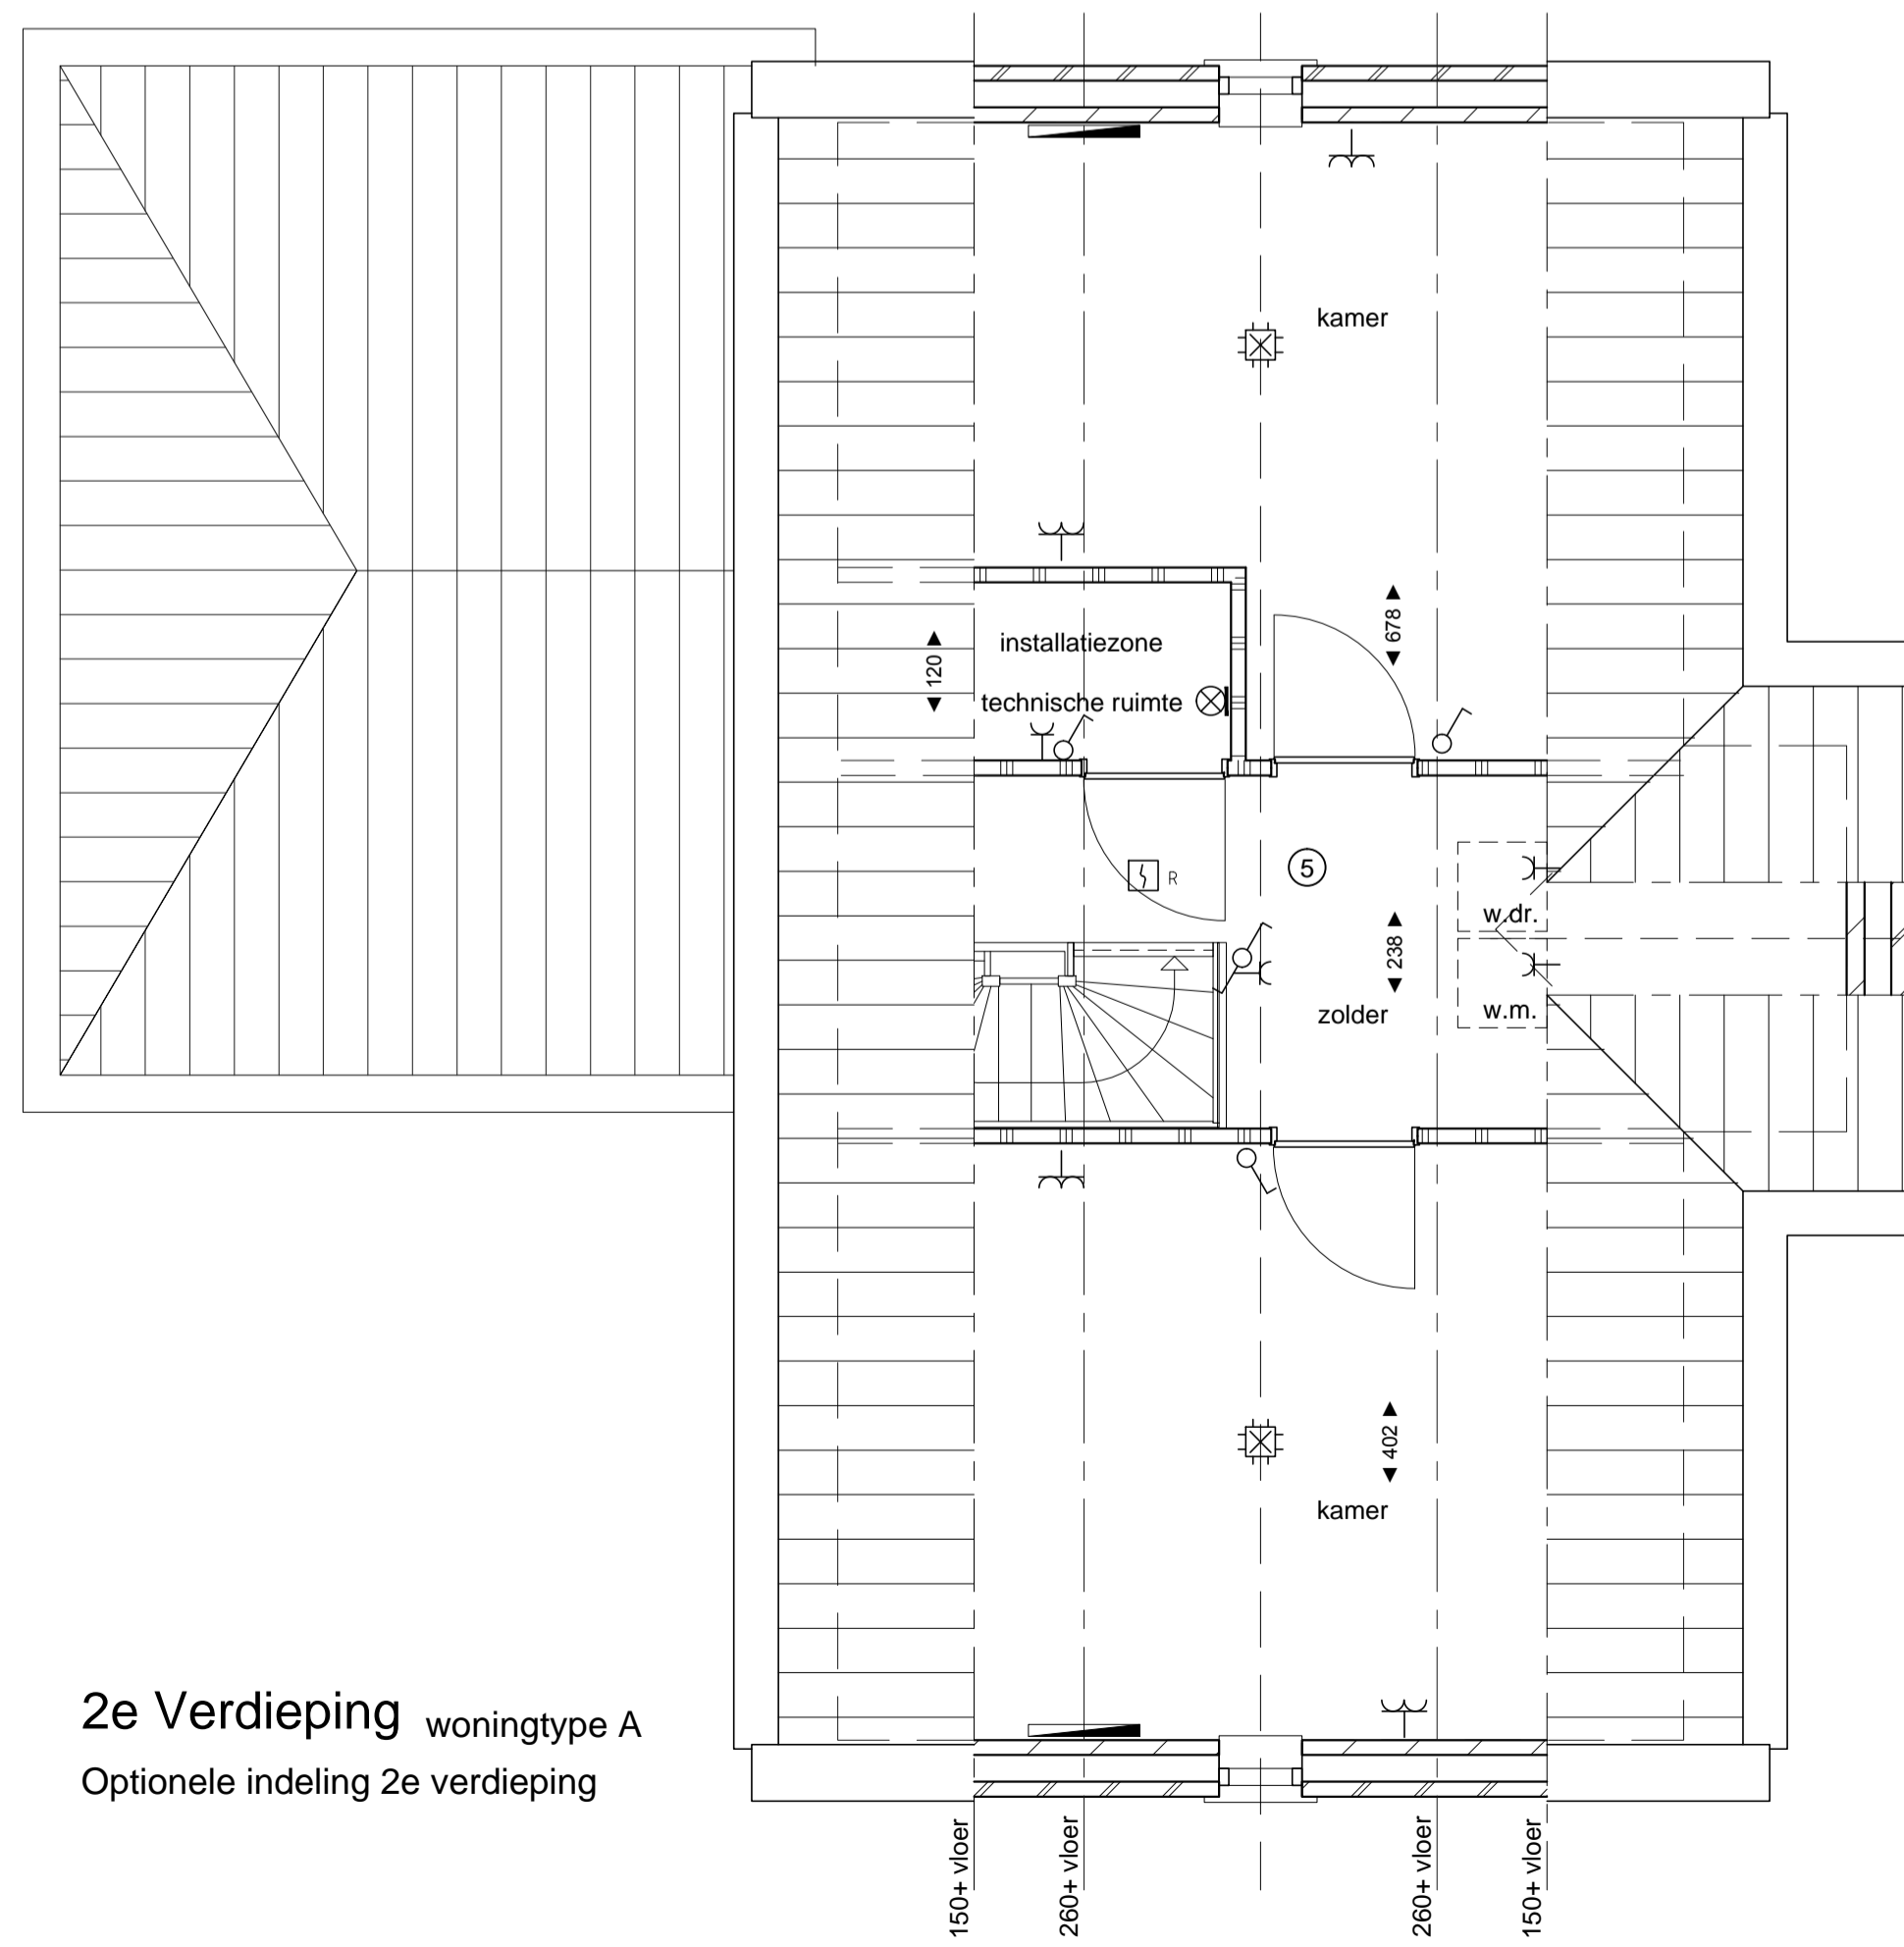 kamer
678
installatiezone
120
technische ruimte
5
R
w.dr.
238
w.m.
zolder
402
kamer
2e Verdieping woningtype A
Optionele indeling 2e verdieping
150+ vloer
260+ vloer
260+ vloer
150+ vloer